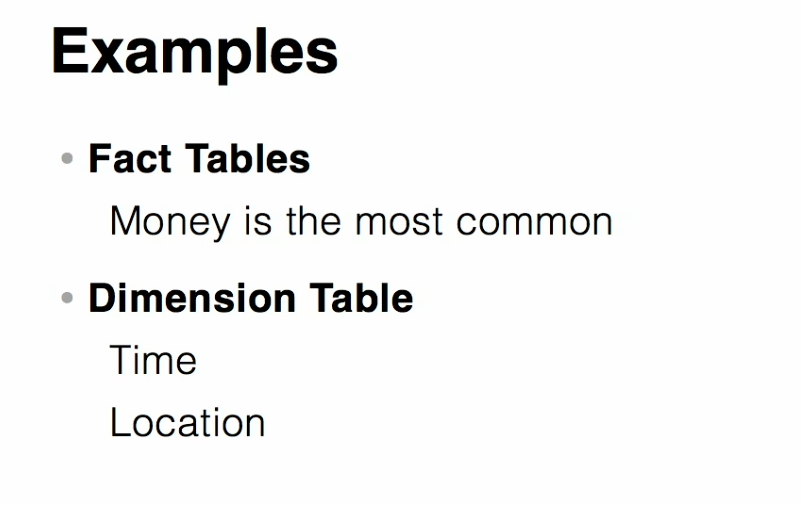 Examples
• Fact Tables
Money is the most common
• Dimension Table
Time
Location